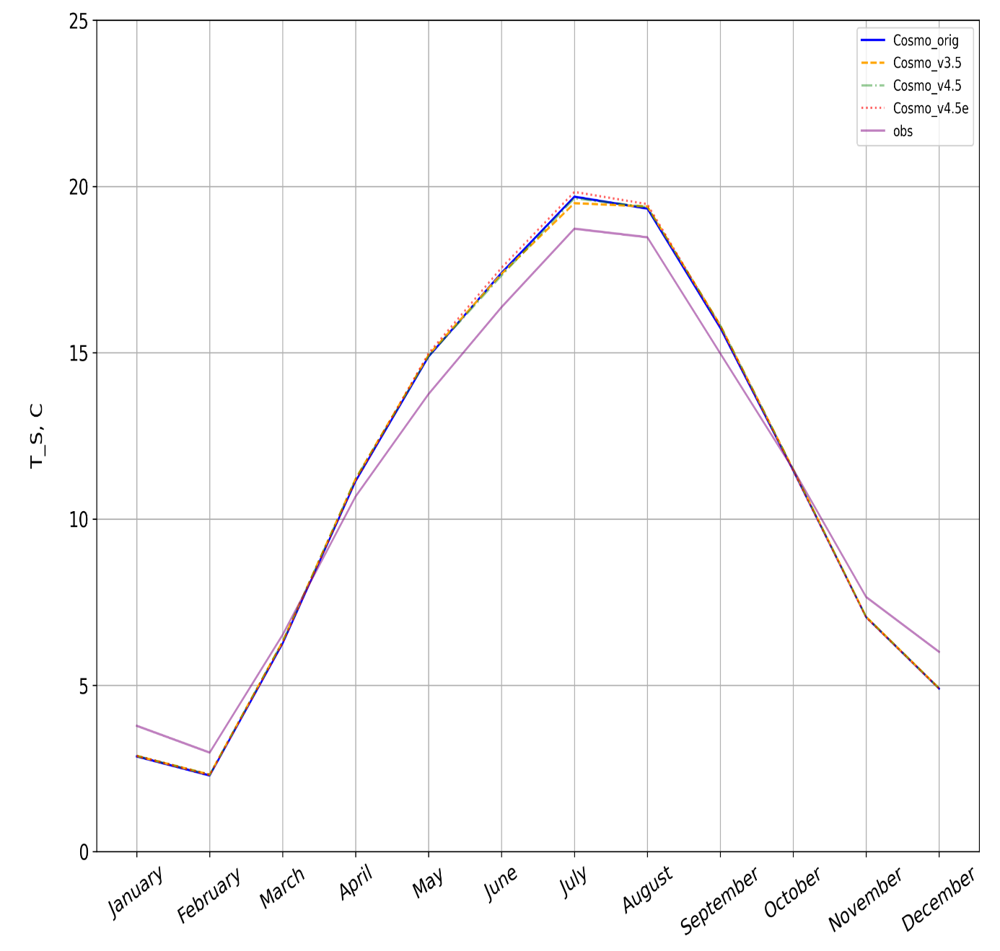 25
20
15
10
5
0
T_S, C
Cosmo_orig
Cosmo_v3.5
Cosmo_v4.5
Cosmo_v4.5e
obs
January
February
March
April
May
June
July
August
September
October
November
December